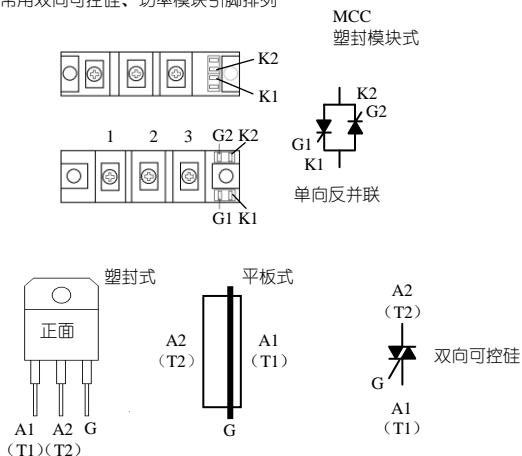 常用双向可控硅、功率模块引脚排列
MCC
塑封模块式
K2
K1
K2
G2
G1
K1
1 2 3 G2 K2
G1 K1
单向反并联
塑封式
平板式
正面
A2
（T2）
A1
（T1）
A2
（T2）
G
双向可控硅
A1
（T1）
A1 A2 G
（T1）（T2）
G